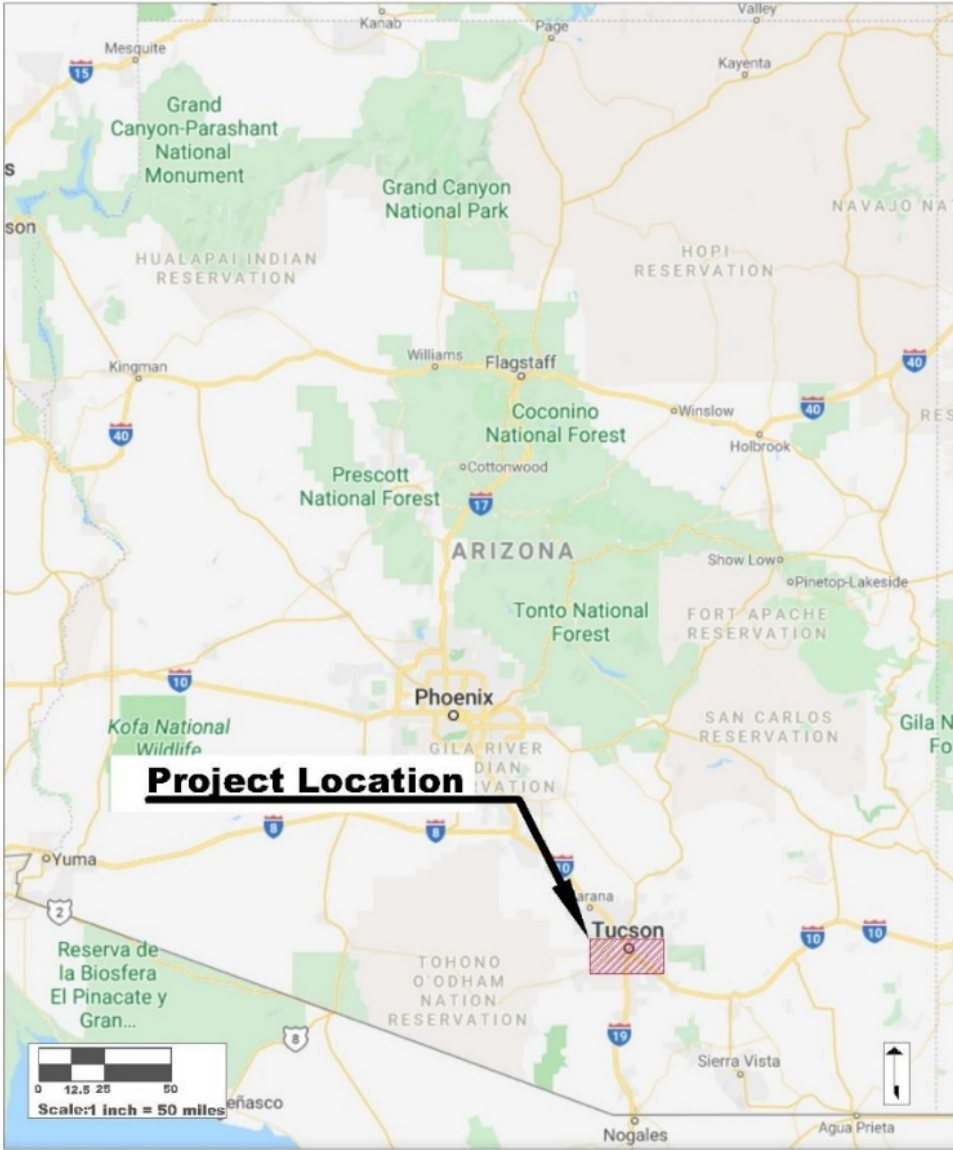 Kanab
Page
Valley
Mesquite
15
Kayenta
Grand
Canyon-Parashant
National
Monument
s
Grand Canyon
National Park
NAVAJO NA
son
HUALAPAI INDIAN
RESERVATION
HOPI
RESERVATION
Kingman
Williams
Flagstaff
40
40
40
Winslow
RES
Coconino
National Forest
Holbrook
Cottonwood
Prescott
National Forest
17
ARIZONA
Show Low
Pinetop-Lakeside
Tonto National
Forest
FORT APACHE
RESERVATION
10
Phoenix
Kofa National
Wildlife
SAN CARLOS
RESERVATION
Gila N
Fo
GILA RIVER
DIAN
VATION
Project Location
8
8
Yuma
10
arana
2
Tucson
10
10
Reserva de
la Biosfera
El Pinacate y
Gran...
TOHONO
O'ODHAM
NATION
RESERVATION
8
19
Sierra Vista
0 12.5 25 50
Scale:1 inch = 50 miles
eñasco
Nogales
Agua Prieta